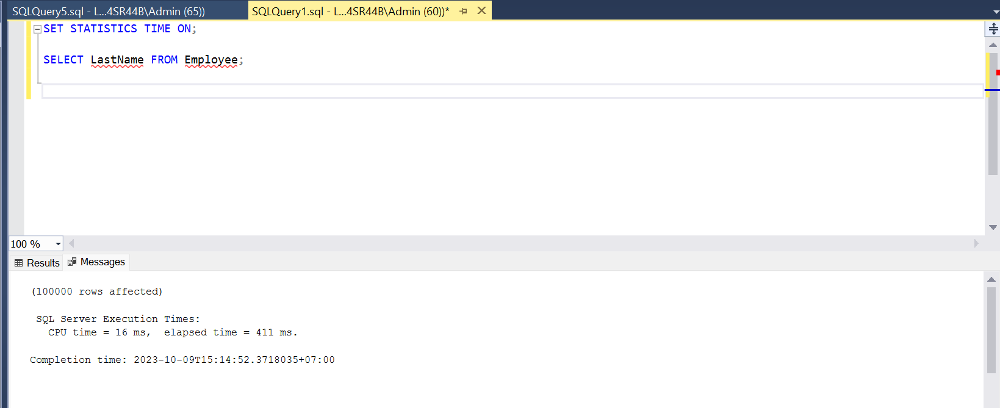 SQLQuery5.sql - L...4SR44B\Admin (65))
SQLQuery1.sql - L...4SR44B\Admin (60))*
SET STATISTICS TIME ON;
SELECT LastName FROM Employee;
100 %
Results
Messages
(100000 rows affected)
SQL Server Execution Times:
CPU time = 16 ms,  elapsed time = 411 ms.
Completion time: 2023-10-09T15:14:52.3718035+07:00